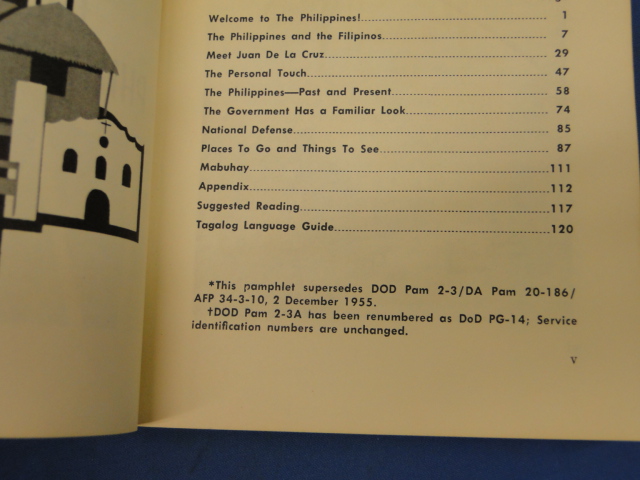 Welcome to The Philippines! 1
The Philippines and the Filipinos 7
Meet Juan De La Cruz 29
The Personal Touch 47
The Philippines—Past and Present 58
The Government Has a Familiar Look 74
National Defense 85
Places To Go and Things To See 87
Mabuhay 111
Appendix 112
Suggested Reading 117
Tagalog Language Guide 120
*This pamphlet supersedes DOD Pam 2-3/DA Pam 20-186/
AFP 34-3-10, 2 December 1955.
†DOD Pam 2-3A has been renumbered as DoD PG-14; Service
identification numbers are unchanged.
v